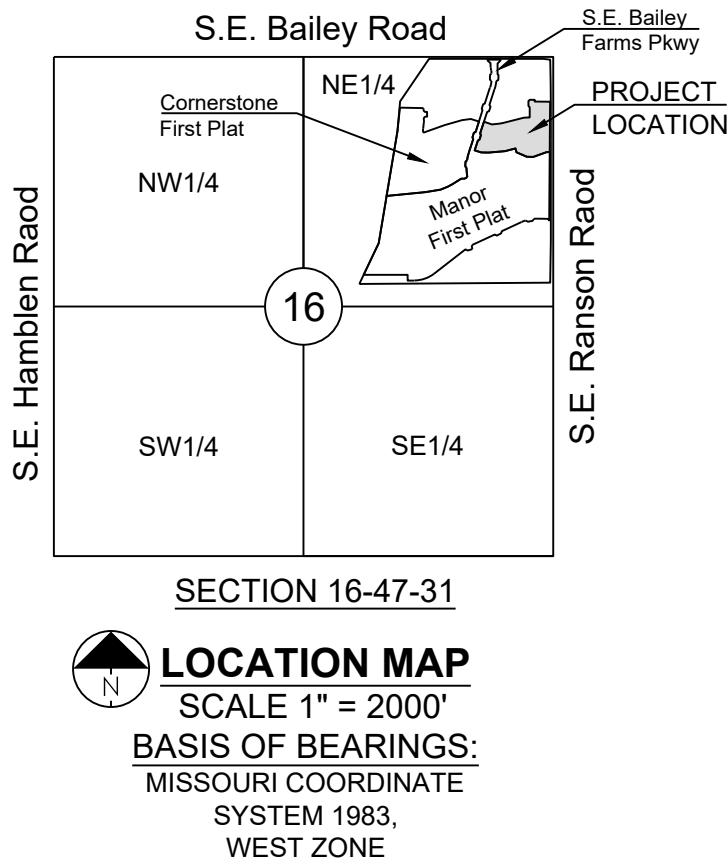 S.E. Bailey Road
S.E. Bailey
Farms Pkwy
NE1/4
PROJECT
LOCATION
Cornerstone
First Plat
NW1/4
Manor
First Plat
S.E. Hamblen Raod
S.E. Ranson Raod
16
SW1/4
SE1/4
SECTION 16-47-31
N
LOCATION MAP
SCALE 1" = 2000'
BASIS OF BEARINGS:
MISSOURI COORDINATE
SYSTEM 1983,
WEST ZONE